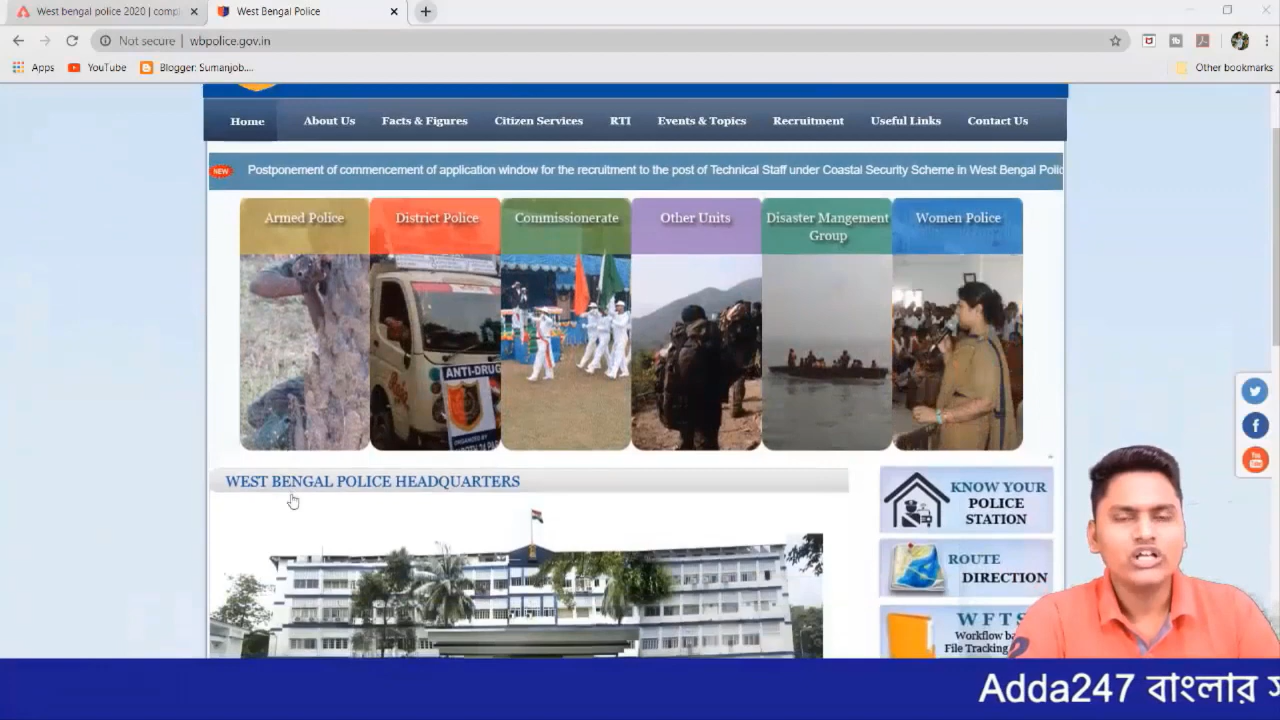 West bengal police 2020 | compl
West Bengal Police
Not secure | wbpolice.gov.in
Apps YouTube Blogger: Sumanjob.... Other bookmarks
Home About Us Facts & Figures Citizen Services RTI Events & Topics Recruitment Useful Links Contact Us
NEW Postponement of commencement of application window for the recruitment to the post of Technical Staff under Coastal Security Scheme in West Bengal Polic
Armed Police
District Police
Commissionerate
Other Units
Disaster Mangement
Group
Women Police
ANTI-DRUG
WEST BENGAL POLICE HEADQUARTERS
KNOW YOUR
POLICE
STATION
ROUTE
DIRECTION
W F T S
Workflow ba
File Tracking
Adda247 বাংলার